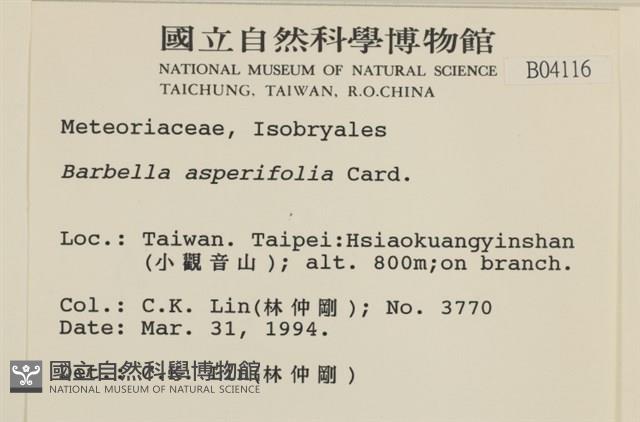 國立自然科學博物館
NATIONAL MUSEUM OF NATURAL SCIENCE
TAICHUNG, TAIWAN, R.O.CHINA
B04116
Meteoriaceae, Isobryales
Barbella asperifolia Card.
Loc.: Taiwan. Taipei:Hsiaokuangyinshan
(小觀音山); alt. 800m;on branch.
Col.: C.K. Lin(林仲剛); No. 3770
Date: Mar. 31, 1994.
Det.: C.K. Lin(林仲剛)
國立自然科學博物館
NATIONAL MUSEUM OF NATURAL SCIENCE